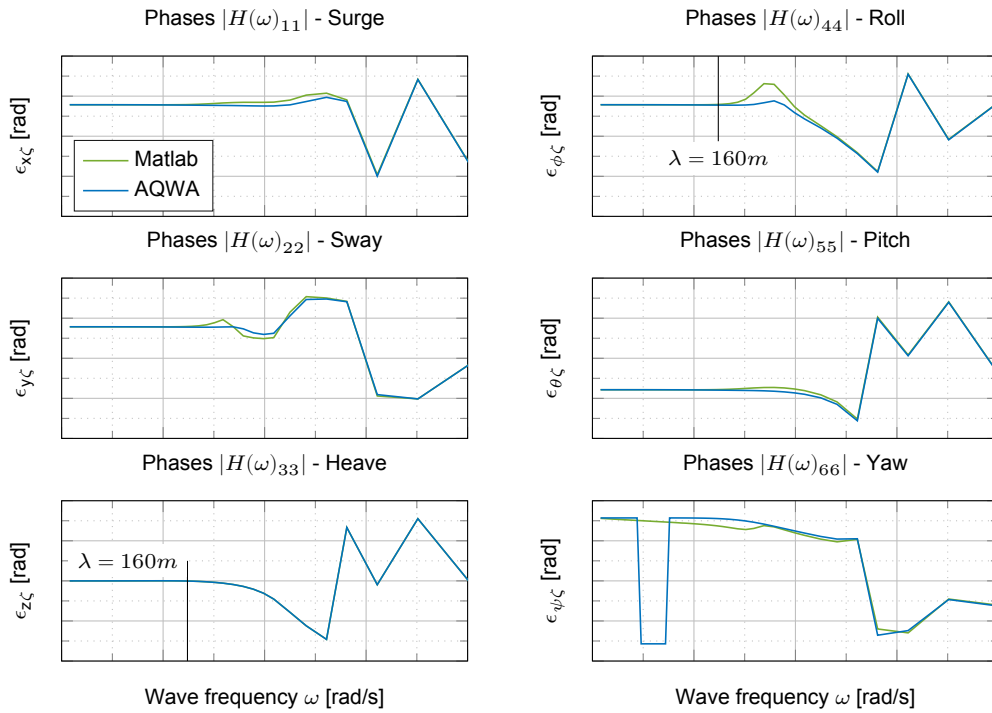 Phases |H(ω)₁₁| - Surge
ϵxζ [rad]
Matlab
AQWA
Phases |H(ω)₄₄| - Roll
ϵϕζ [rad]
λ = 160m
Phases |H(ω)₂₂| - Sway
ϵyζ [rad]
Phases |H(ω)₅₅| - Pitch
ϵθζ [rad]
Phases |H(ω)₃₃| - Heave
ϵzζ [rad]
λ = 160m
Wave frequency ω [rad/s]
Phases |H(ω)₆₆| - Yaw
ϵψζ [rad]
Wave frequency ω [rad/s]